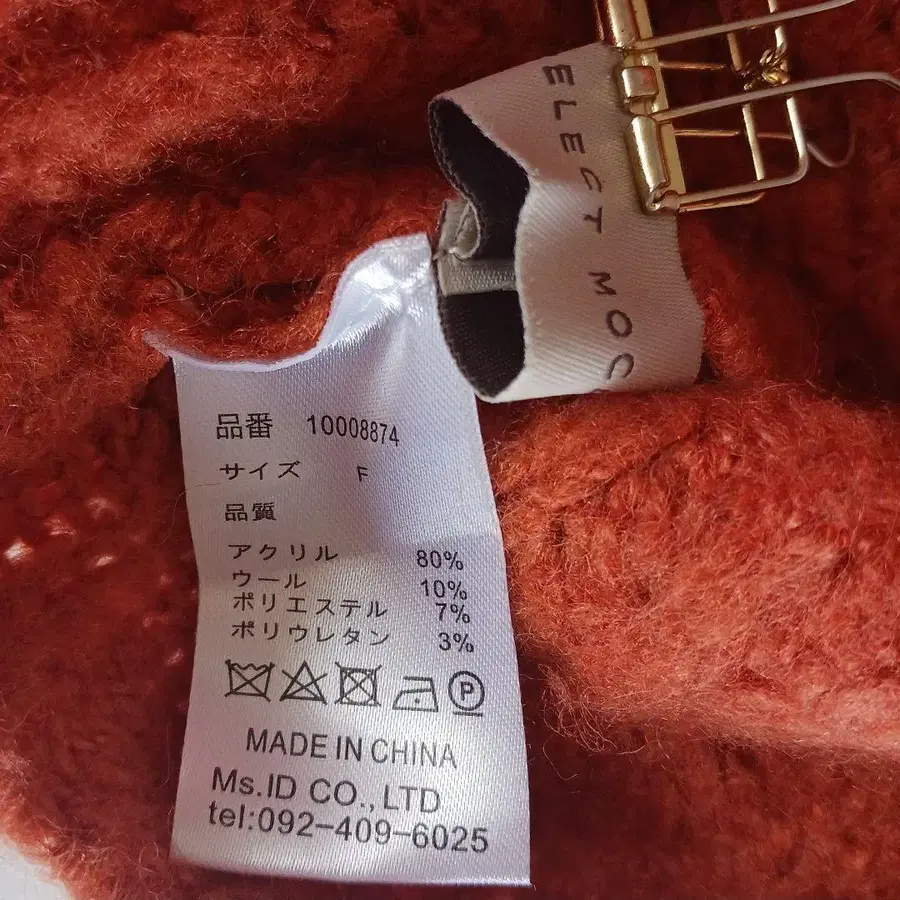 ELECT MOC
品番 10008874
サイズ F
品質
アクリル 80%
ウール 10%
ポリエステル 7%
ポリウレタン 3%
P
MADE IN CHINA
Ms.ID CO.,LTD
tel:092-409-6025